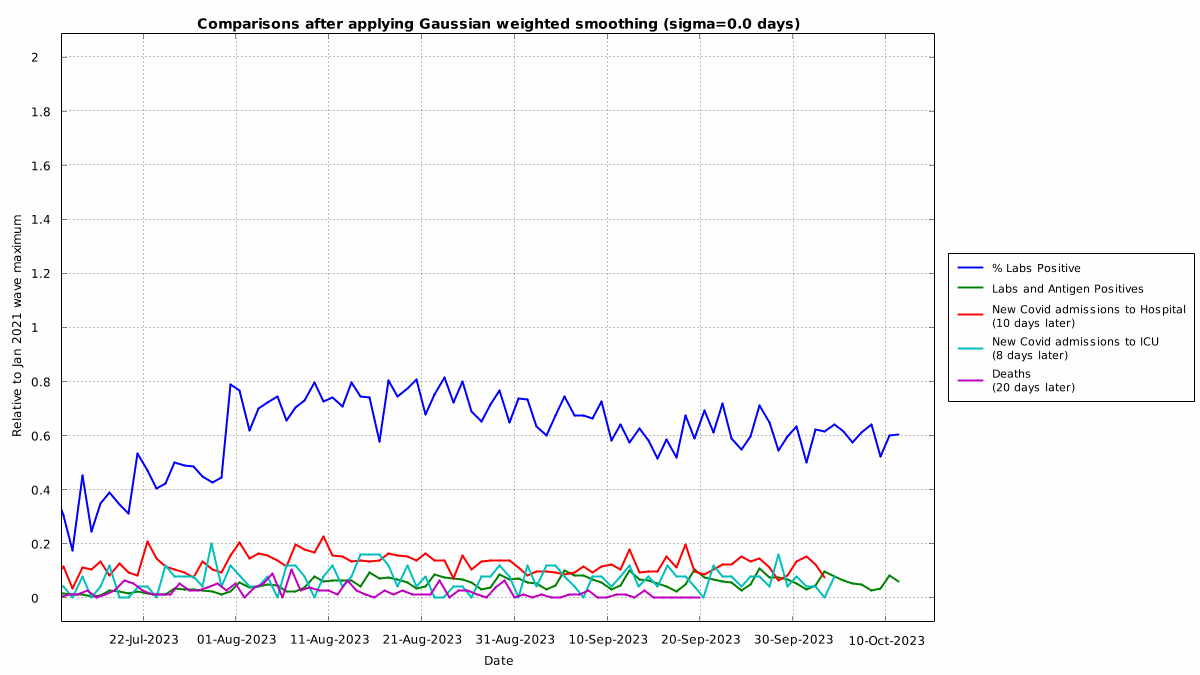 Comparisons after applying Gaussian weighted smoothing (sigma=0.0 days)
Relative to Jan 2021 wave maximum
2
1.8
1.6
1.4
1.2
1
0.8
0.6
0.4
0.2
0
22-Jul-2023 01-Aug-2023 11-Aug-2023 21-Aug-2023 31-Aug-2023 10-Sep-2023 20-Sep-2023 30-Sep-2023 10-Oct-2023
Date
% Labs Positive
Labs and Antigen Positives
New Covid admissions to Hospital
(10 days later)
New Covid admissions to ICU
(8 days later)
Deaths
(20 days later)